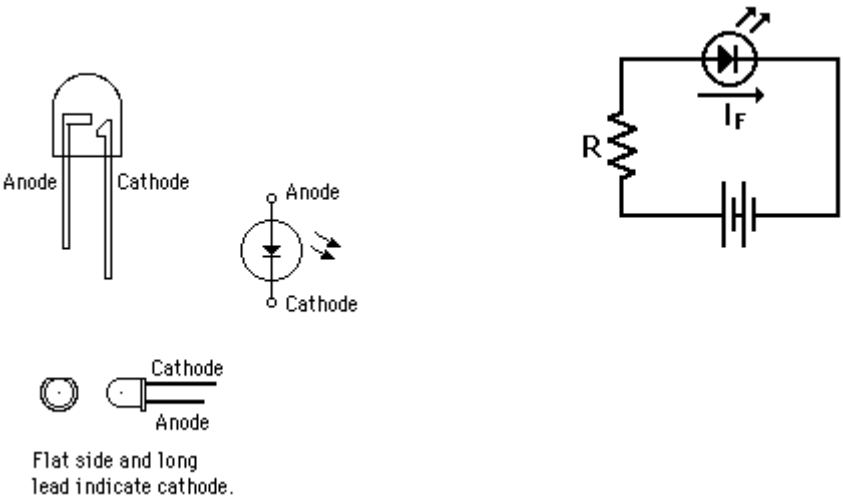 Anode
Cathode
Anode
Cathode
Cathode
Anode
Flat side and long
lead indicate cathode.
R
IF